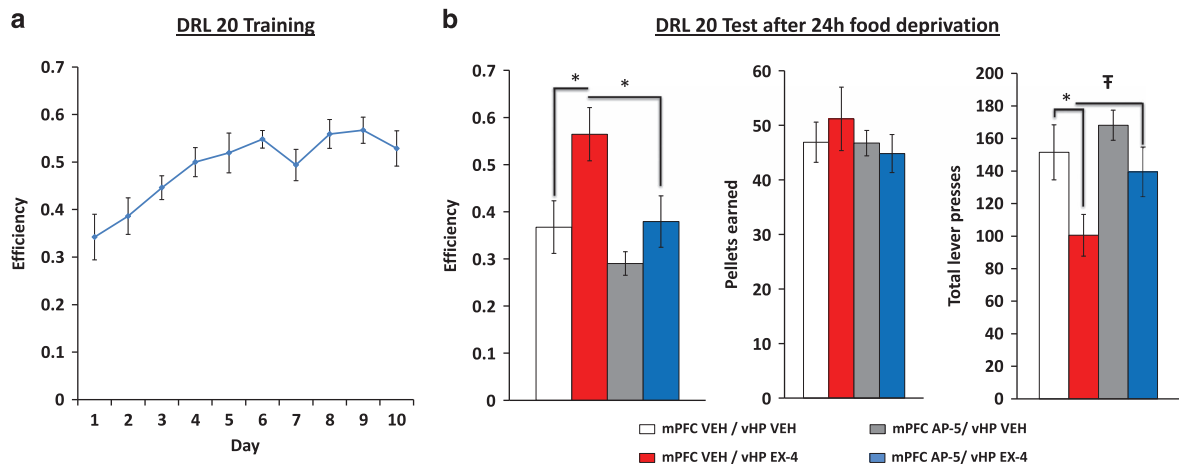 a
DRL 20 Training
0.7
0.6
0.5
0.4
0.3
0.2
0.1
0
Efficiency
1 2 3 4 5 6 7 8 9 10
Day
b
DRL 20 Test after 24h food deprivation
0.7
0.6
0.5
0.4
0.3
0.2
0.1
0
Efficiency
* *
60
50
40
30
20
10
0
Pellets earned
200
180
160
140
120
100
80
60
40
20
0
Total lever presses
* Ŧ
mPFC VEH / vHP VEH
mPFC AP-5/ vHP VEH
mPFC VEH / vHP EX-4
mPFC AP-5/ vHP EX-4